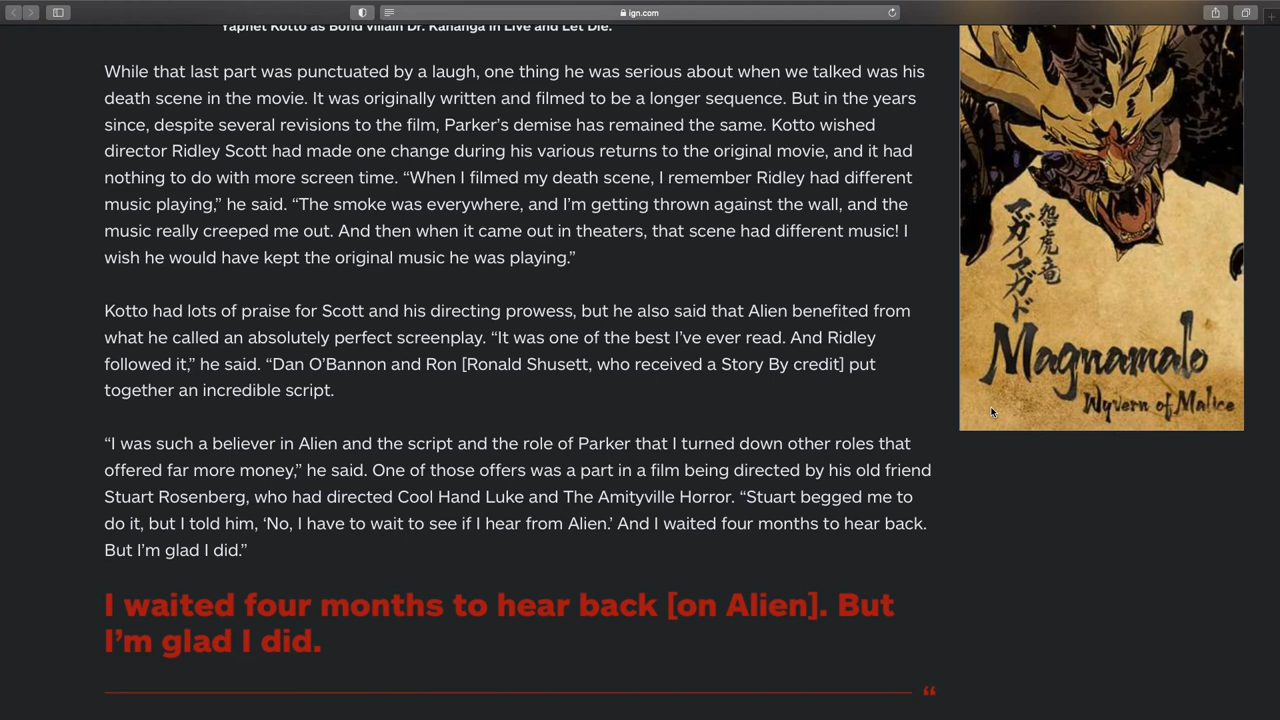 ign.com
Yaphet Kotto as Bond villain Dr. Kananga in Live and Let Die.
While that last part was punctuated by a laugh, one thing he was serious about when we talked was his
death scene in the movie. It was originally written and filmed to be a longer sequence. But in the years
since, despite several revisions to the film, Parker’s demise has remained the same. Kotto wished
director Ridley Scott had made one change during his various returns to the original movie, and it had
nothing to do with more screen time. “When I filmed my death scene, I remember Ridley had different
music playing,” he said. “The smoke was everywhere, and I’m getting thrown against the wall, and the
music really creeped me out. And then when it came out in theaters, that scene had different music! I
wish he would have kept the original music he was playing.”
Kotto had lots of praise for Scott and his directing prowess, but he also said that Alien benefited from
what he called an absolutely perfect screenplay. “It was one of the best I’ve ever read. And Ridley
followed it,” he said. “Dan O’Bannon and Ron [Ronald Shusett, who received a Story By credit] put
together an incredible script.
“I was such a believer in Alien and the script and the role of Parker that I turned down other roles that
offered far more money,” he said. One of those offers was a part in a film being directed by his old friend
Stuart Rosenberg, who had directed Cool Hand Luke and The Amityville Horror. “Stuart begged me to
do it, but I told him, ‘No, I have to wait to see if I hear from Alien.’ And I waited four months to hear back.
But I’m glad I did.”
I waited four months to hear back [on Alien]. But
I’m glad I did.
“
怨虎竜
マガイマガド
Magnamalo
Wyvern of Malice